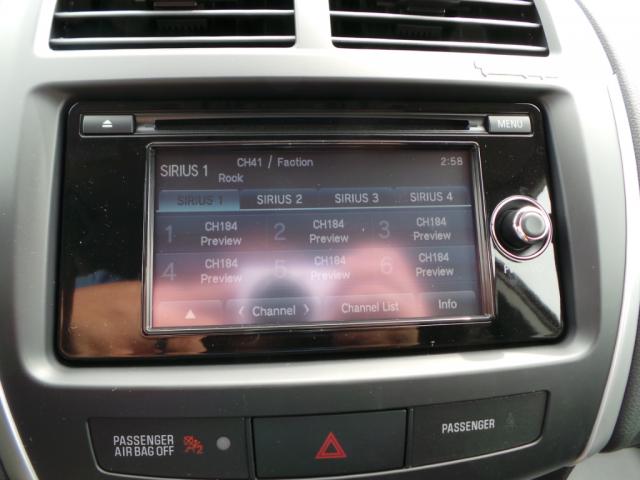 MENU
SIRIUS 1 CH41 / Faction 2:58
Rook
SIRIUS 1 SIRIUS 2 SIRIUS 3 SIRIUS 4
1 CH184 Preview 2 CH184 Preview 3 CH184 Preview
4 CH184 Preview 5 CH184 Preview 6 CH184 Preview
▲ < Channel > Channel List Info
PASSENGER
AIR BAG OFF 2
PASSENGER